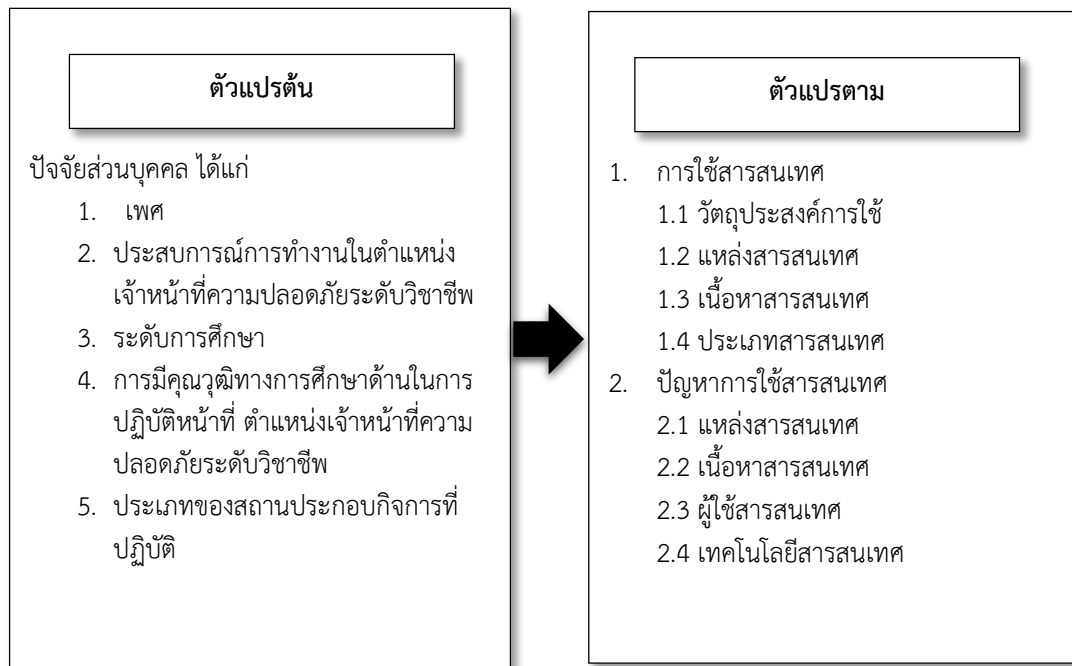 ตัวแปรต้น
ปัจจัยส่วนบุคคล ได้แก่
1. เพศ
2. ประสบการณ์การทำงานในตำแหน่ง
เจ้าหน้าที่ความปลอดภัยระดับวิชาชีพ
3. ระดับการศึกษา
4. การมีคุณวุฒิทางการศึกษาด้านในการ
ปฏิบัติหน้าที่ ตำแหน่งเจ้าหน้าที่ความ
ปลอดภัยระดับวิชาชีพ
5. ประเภทของสถานประกอบกิจการที่
ปฏิบัติ
ตัวแปรตาม
1. การใช้สารสนเทศ
1.1 วัตถุประสงค์การใช้
1.2 แหล่งสารสนเทศ
1.3 เนื้อหาสารสนเทศ
1.4 ประเภทสารสนเทศ
2. ปัญหาการใช้สารสนเทศ
2.1 แหล่งสารสนเทศ
2.2 เนื้อหาสารสนเทศ
2.3 ผู้ใช้สารสนเทศ
2.4 เทคโนโลยีสารสนเทศ